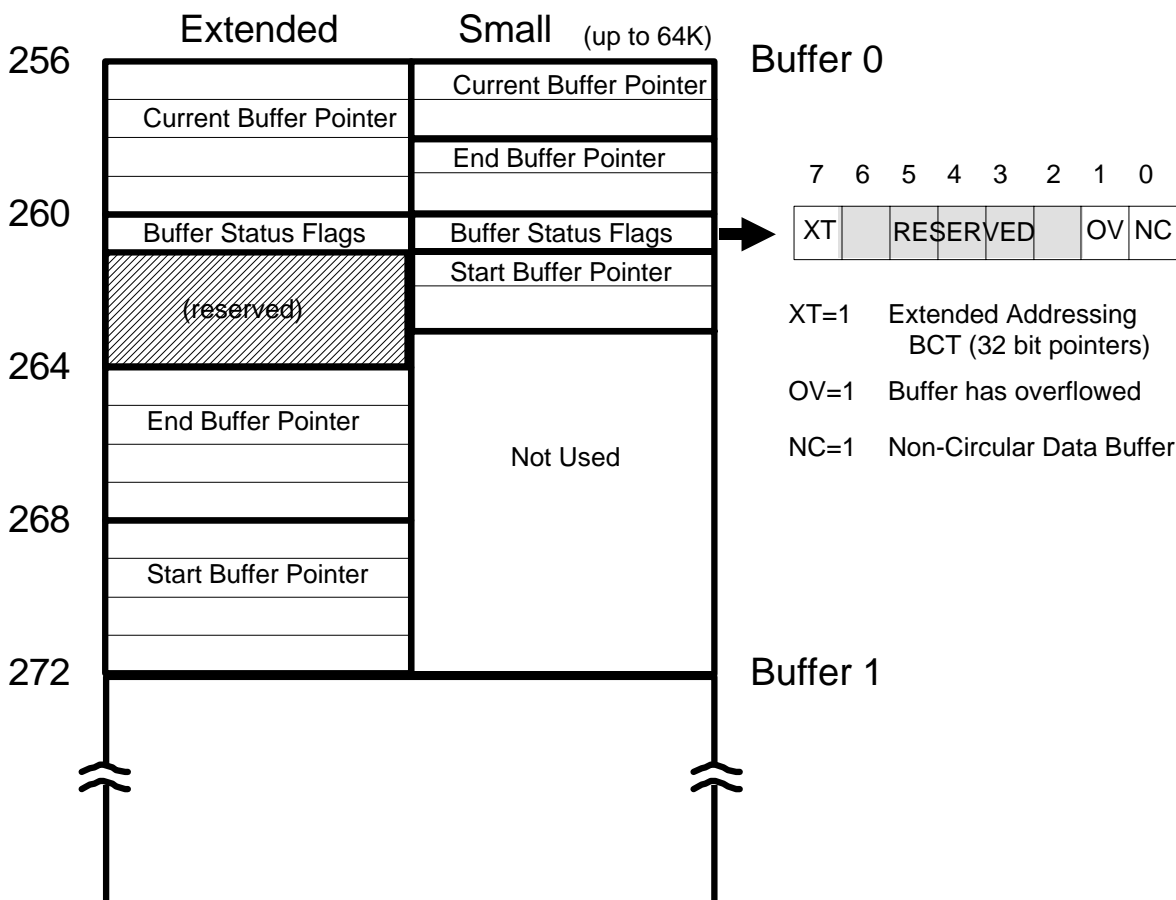 Extended Small (up to 64K)
256 Buffer 0
Current Buffer Pointer
Current Buffer Pointer
End Buffer Pointer
7 6 5 4 3 2 1 0
260
Buffer Status Flags Buffer Status Flags XT RESERVED OV NC
Start Buffer Pointer
(reserved)
XT=1 Extended Addressing
BCT (32 bit pointers)
264
OV=1 Buffer has overflowed
End Buffer Pointer
NC=1 Non-Circular Data Buffer
Not Used
268
Start Buffer Pointer
272 Buffer 1